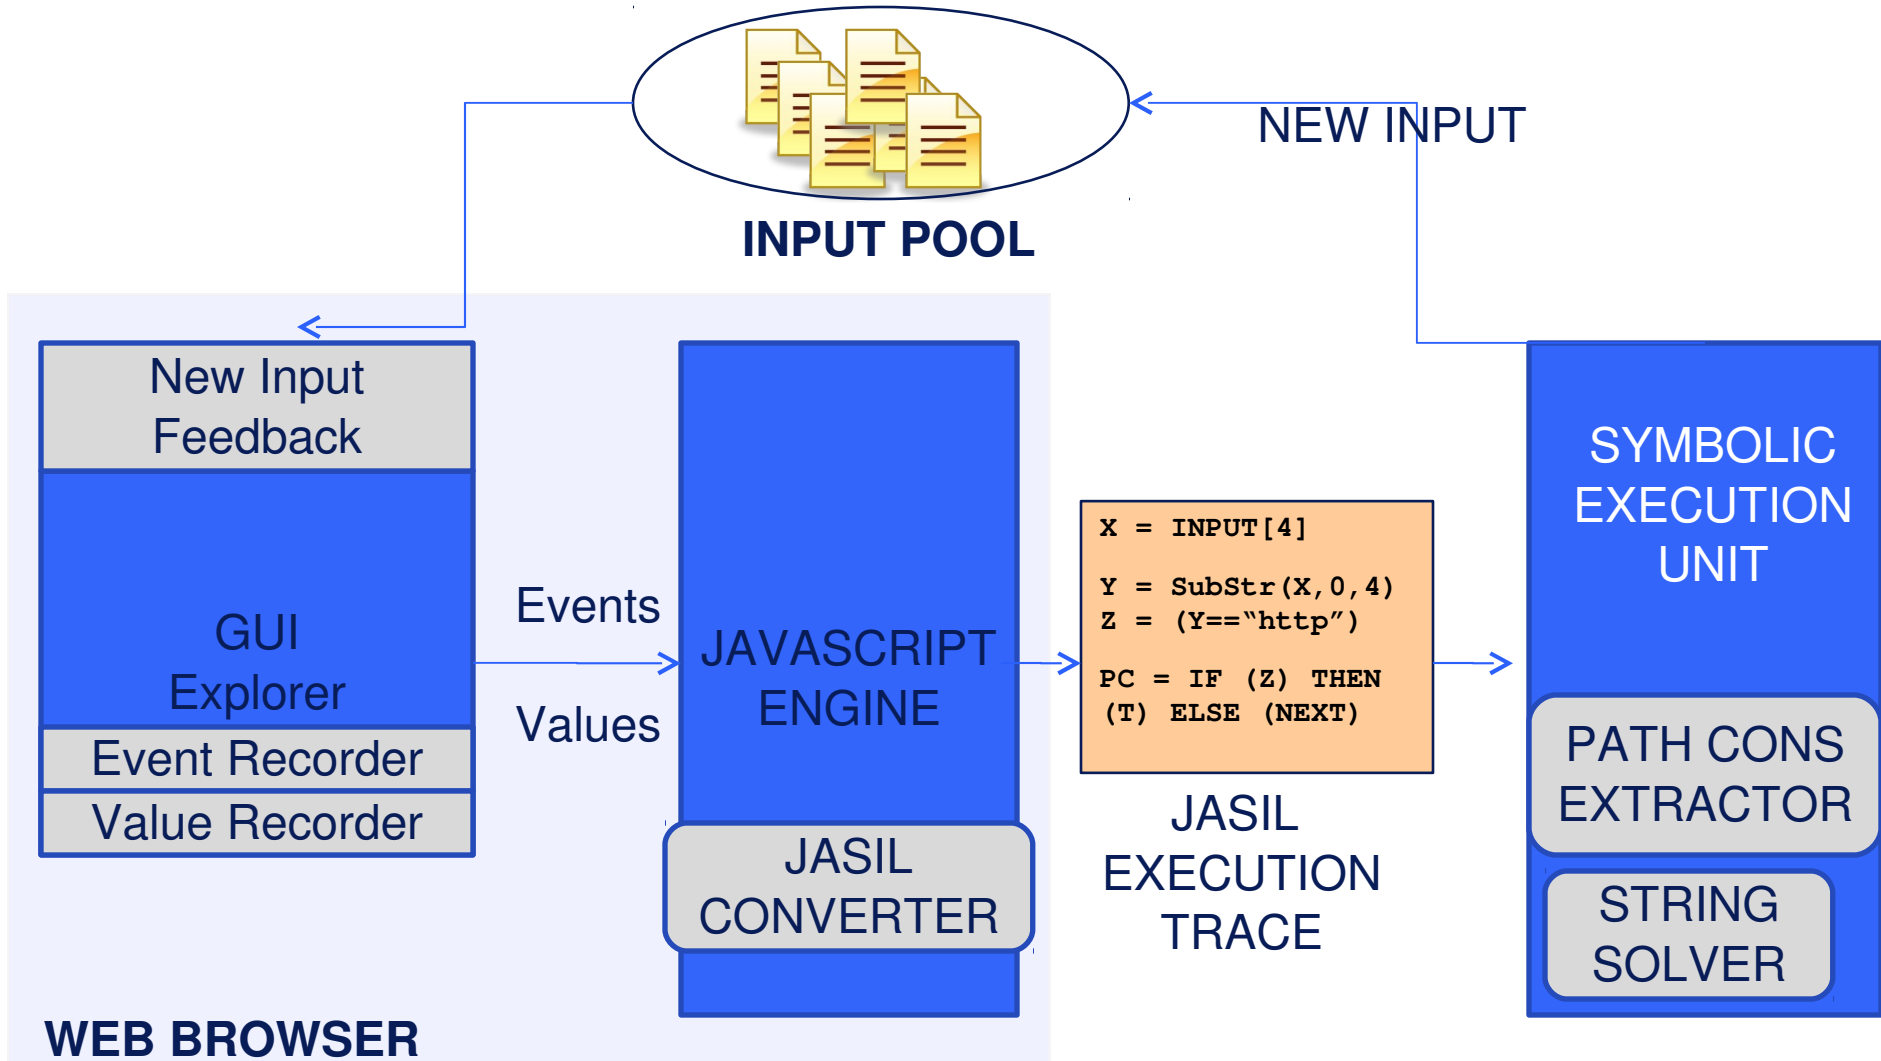 NEW INPUT
INPUT POOL
New Input
Feedback
GUI
Explorer
Event Recorder
Value Recorder
Events
Values
JAVASCRIPT
ENGINE
JASIL
CONVERTER
WEB BROWSER
X = INPUT[4]
Y = SubStr(X,0,4)
Z = (Y==“http”)
PC = IF (Z) THEN
(T) ELSE (NEXT)
JASIL
EXECUTION
TRACE
SYMBOLIC
EXECUTION
UNIT
PATH CONS
EXTRACTOR
STRING
SOLVER